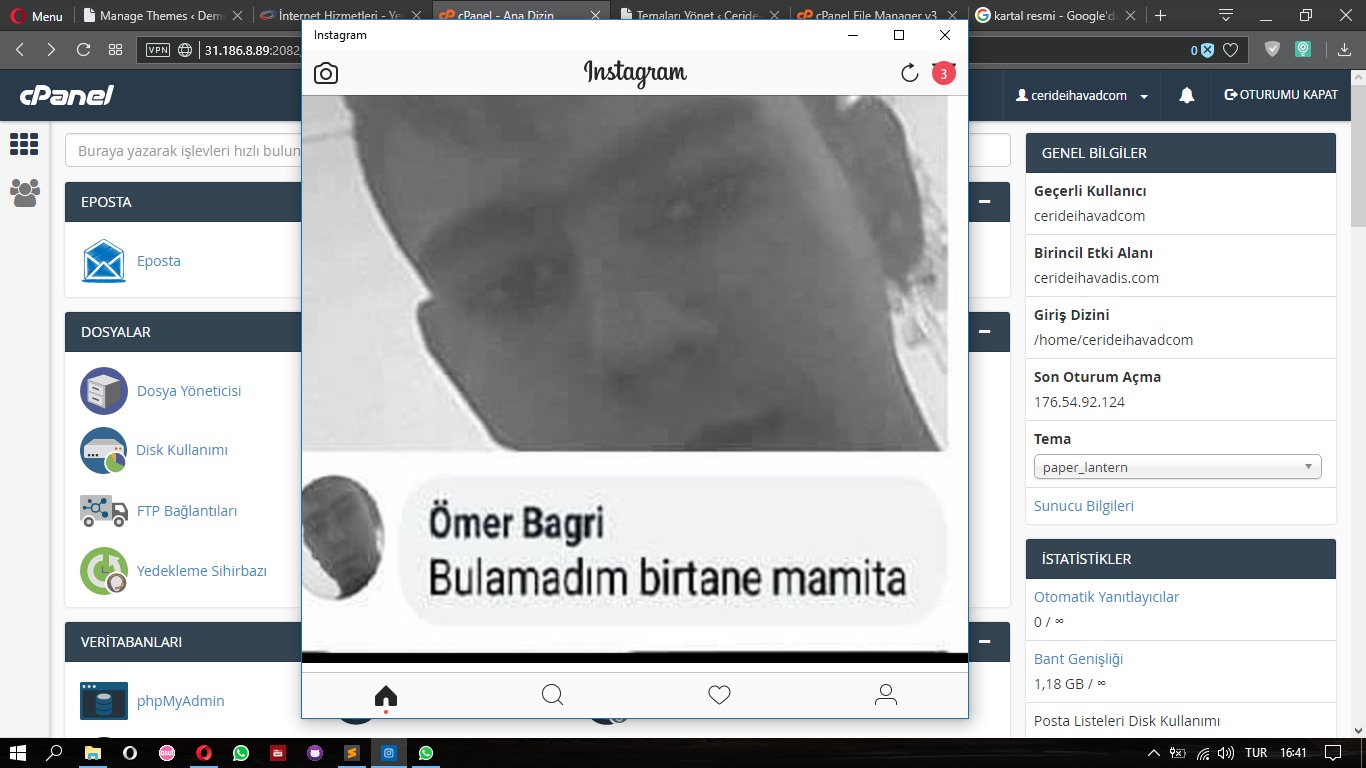 Menu
Manage Themes ‹ Dem
İnternet Hizmetleri - Ye
cPanel - Ana Dizin
Temaları Yönet ‹ Ceride
cPanel File Manager v3
kartal resmi - Google'd
Instagram
VPN
31.186.8.89:2082
0
Instagram
3
cPanel
cerideihavadcom
OTURUMU KAPAT
Buraya yazarak işlevleri hızlı bulun
EPOSTA
Eposta
DOSYALAR
Dosya Yöneticisi
Disk Kullanımı
FTP Bağlantıları
Yedekleme Sihirbazı
VERİTABANLARI
phpMyAdmin
Ömer Bagri
Bulamadım birtane mamita
GENEL BİLGİLER
Geçerli Kullanıcı
cerideihavadcom
Birincil Etki Alanı
cerideihavadis.com
Giriş Dizini
/home/cerideihavadcom
Son Oturum Açma
176.54.92.124
Tema
paper_lantern
Sunucu Bilgileri
İSTATİSTİKLER
Otomatik Yanıtlayıcılar
0 / ∞
Bant Genişliği
1,18 GB / ∞
Posta Listeleri Disk Kullanımı
TUR
16:41